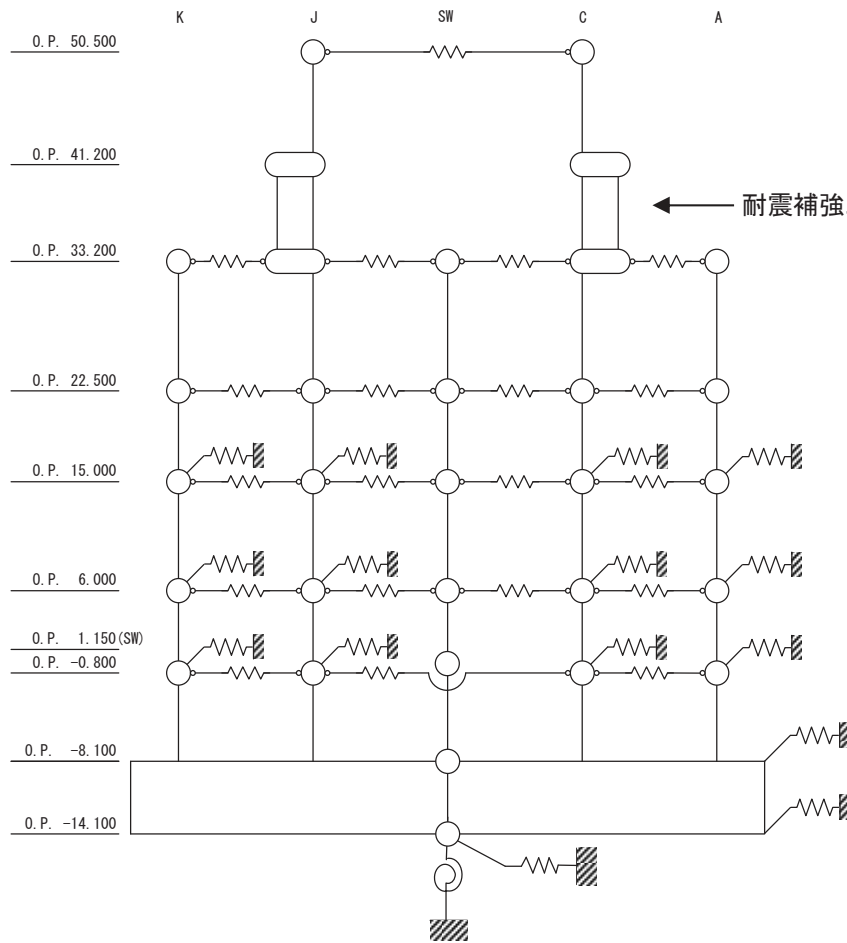 K J SW C A
O.P. 50.500
O.P. 41.200
耐震補強
O.P. 33.200
O.P. 22.500
O.P. 15.000
O.P. 6.000
O.P. 1.150(SW)
O.P. -0.800
O.P. -8.100
O.P. -14.100